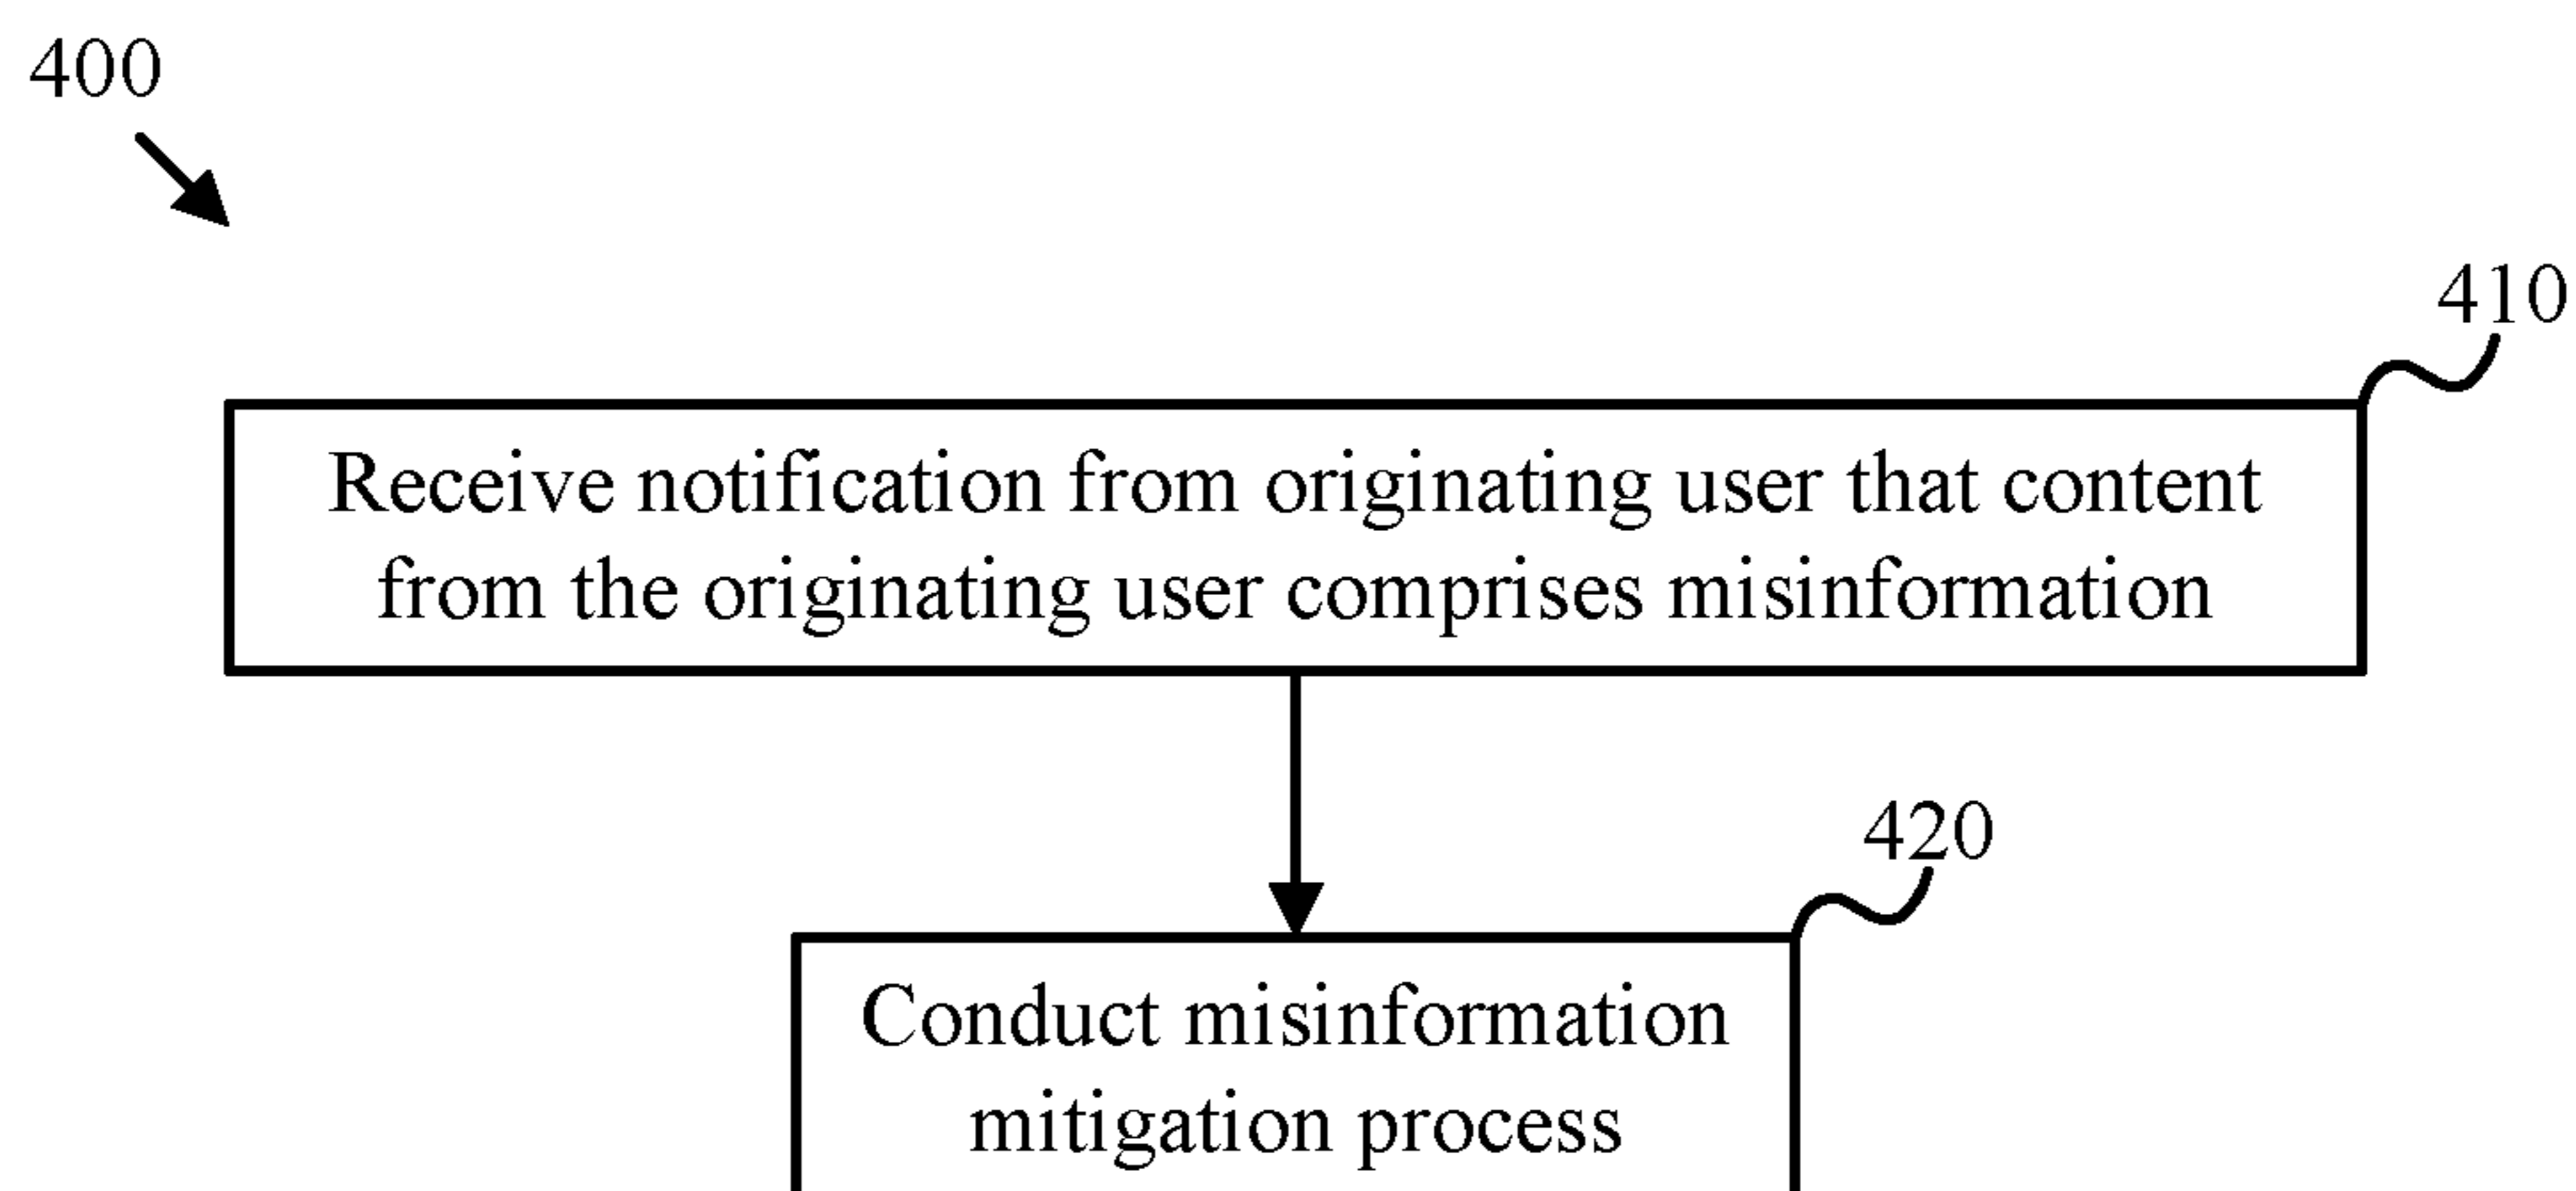 400
410
Receive notification from originating user that content
from the originating user comprises misinformation
420
Conduct misinformation
mitigation process